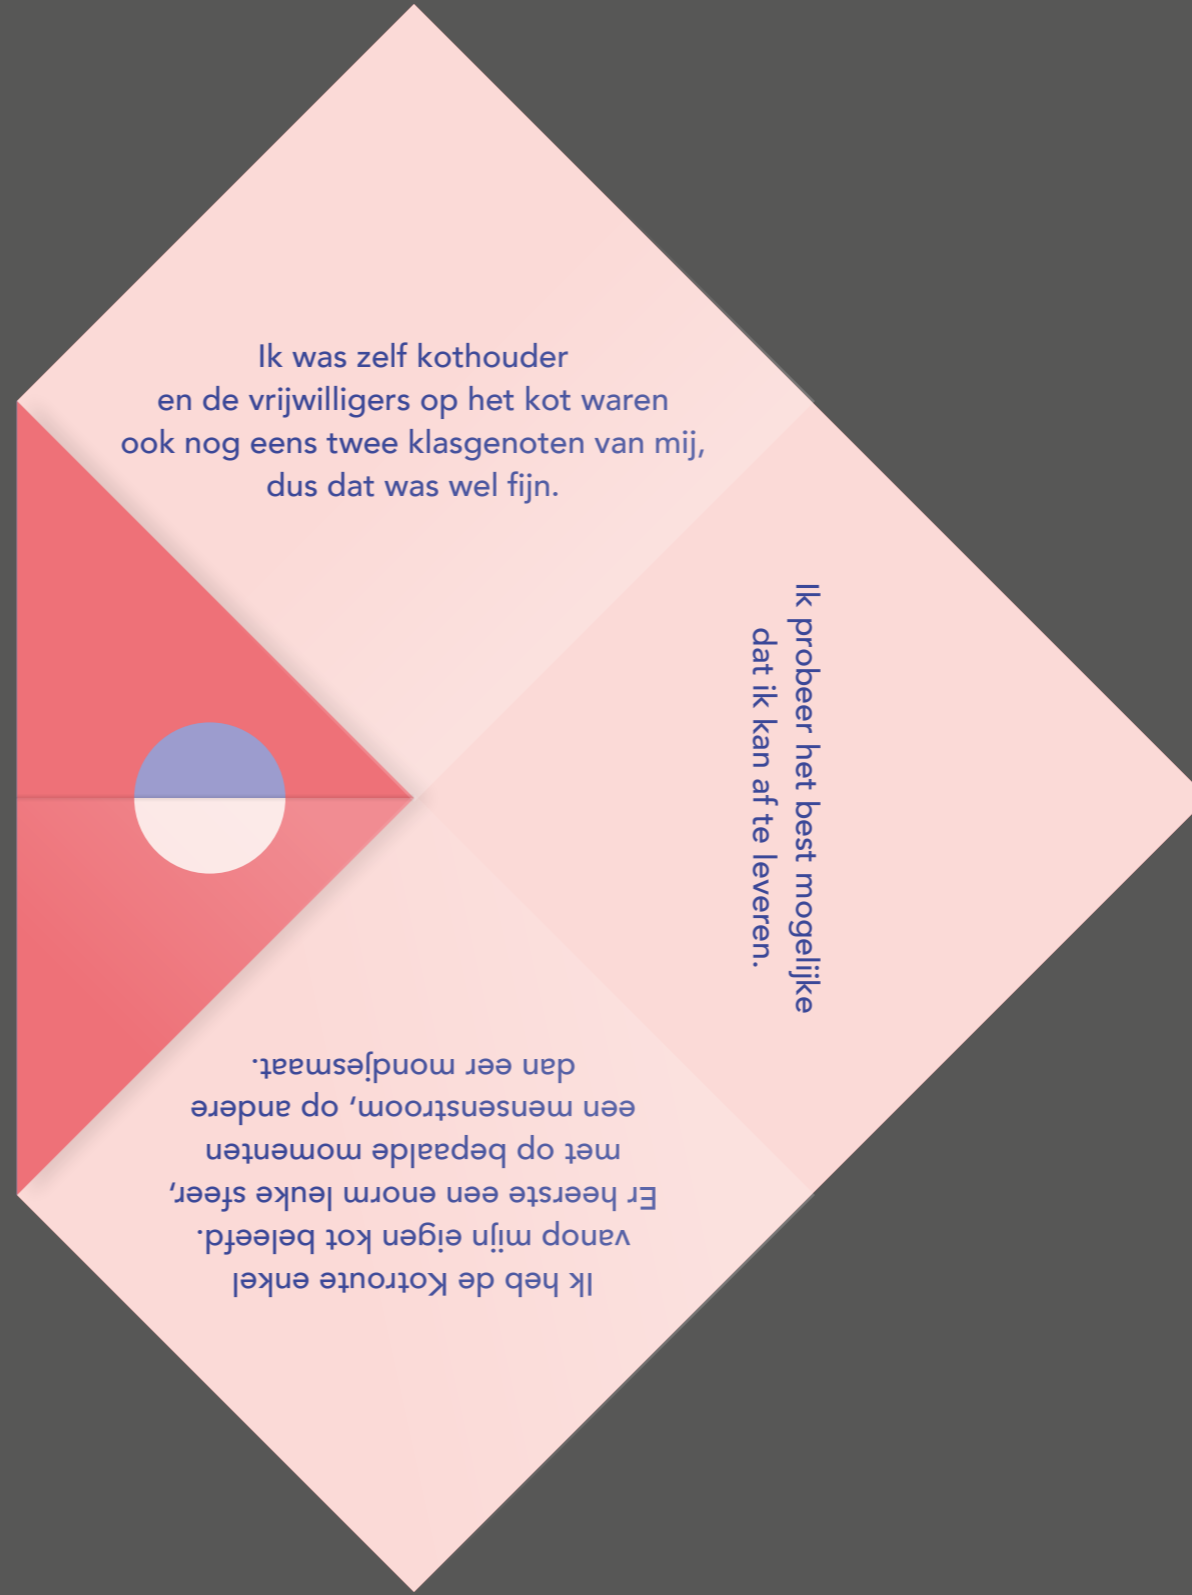 Ik was zelf kothouder
en de vrijwilligers op het kot waren
ook nog eens twee klasgenoten van mij,
dus dat was wel fijn.
Ik probeer het best mogelijke
dat ik kan af te leveren.
Ik heb de Kotroute enkel
vanop mijn eigen kot beleefd.
Er heerste een enorm leuke sfeer,
met op bepaalde momenten
een mensenstroom, op andere
dan eer mondjesmaat.